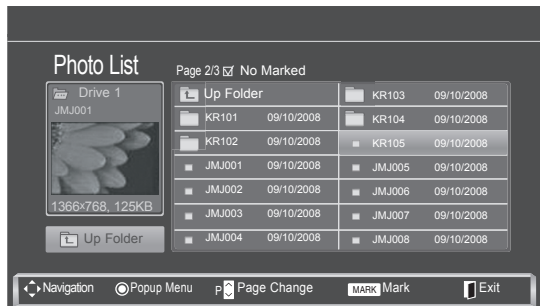 Photo List
Page 2/3 No Marked
Drive 1
JMJ001
1366x768, 125KB
Up Folder
Up Folder
KR101 09/10/2008
KR102 09/10/2008
JMJ001 09/10/2008
JMJ002 09/10/2008
JMJ003 09/10/2008
JMJ004 09/10/2008
KR103 09/10/2008
KR104 09/10/2008
KR105 09/10/2008
JMJ005 09/10/2008
JMJ006 09/10/2008
JMJ007 09/10/2008
JMJ008 09/10/2008
Navigation Popup Menu P Page Change MARK Mark Exit